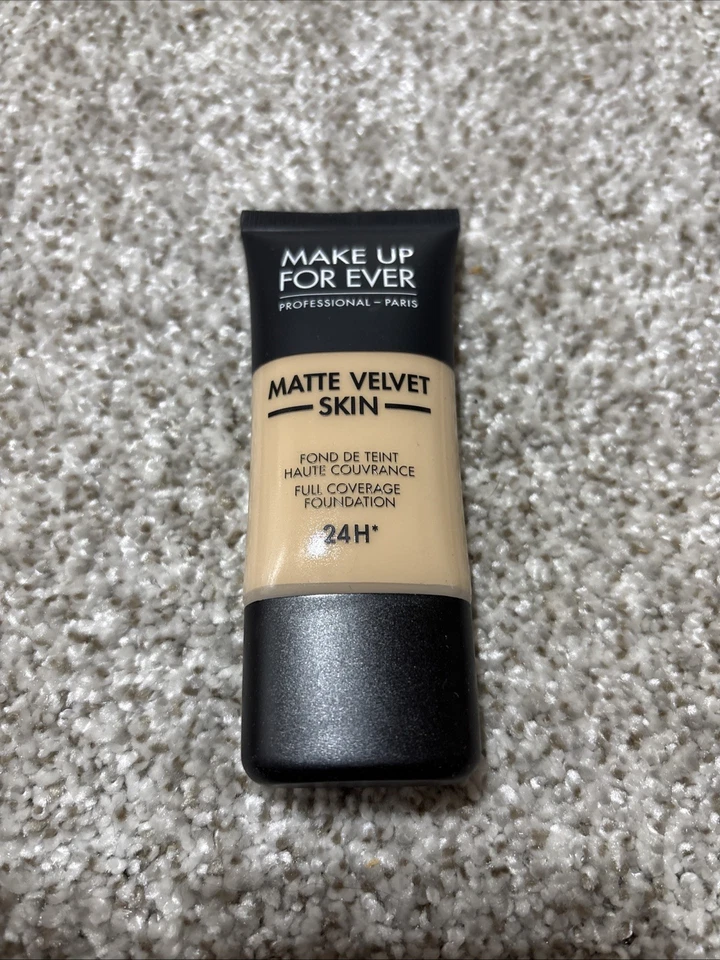 MAKE UP
FOR EVER
PROFESSIONAL – PARIS
MATTE VELVET
SKIN
FOND DE TEINT
HAUTE COUVRANCE
FULL COVERAGE
FOUNDATION
24H*